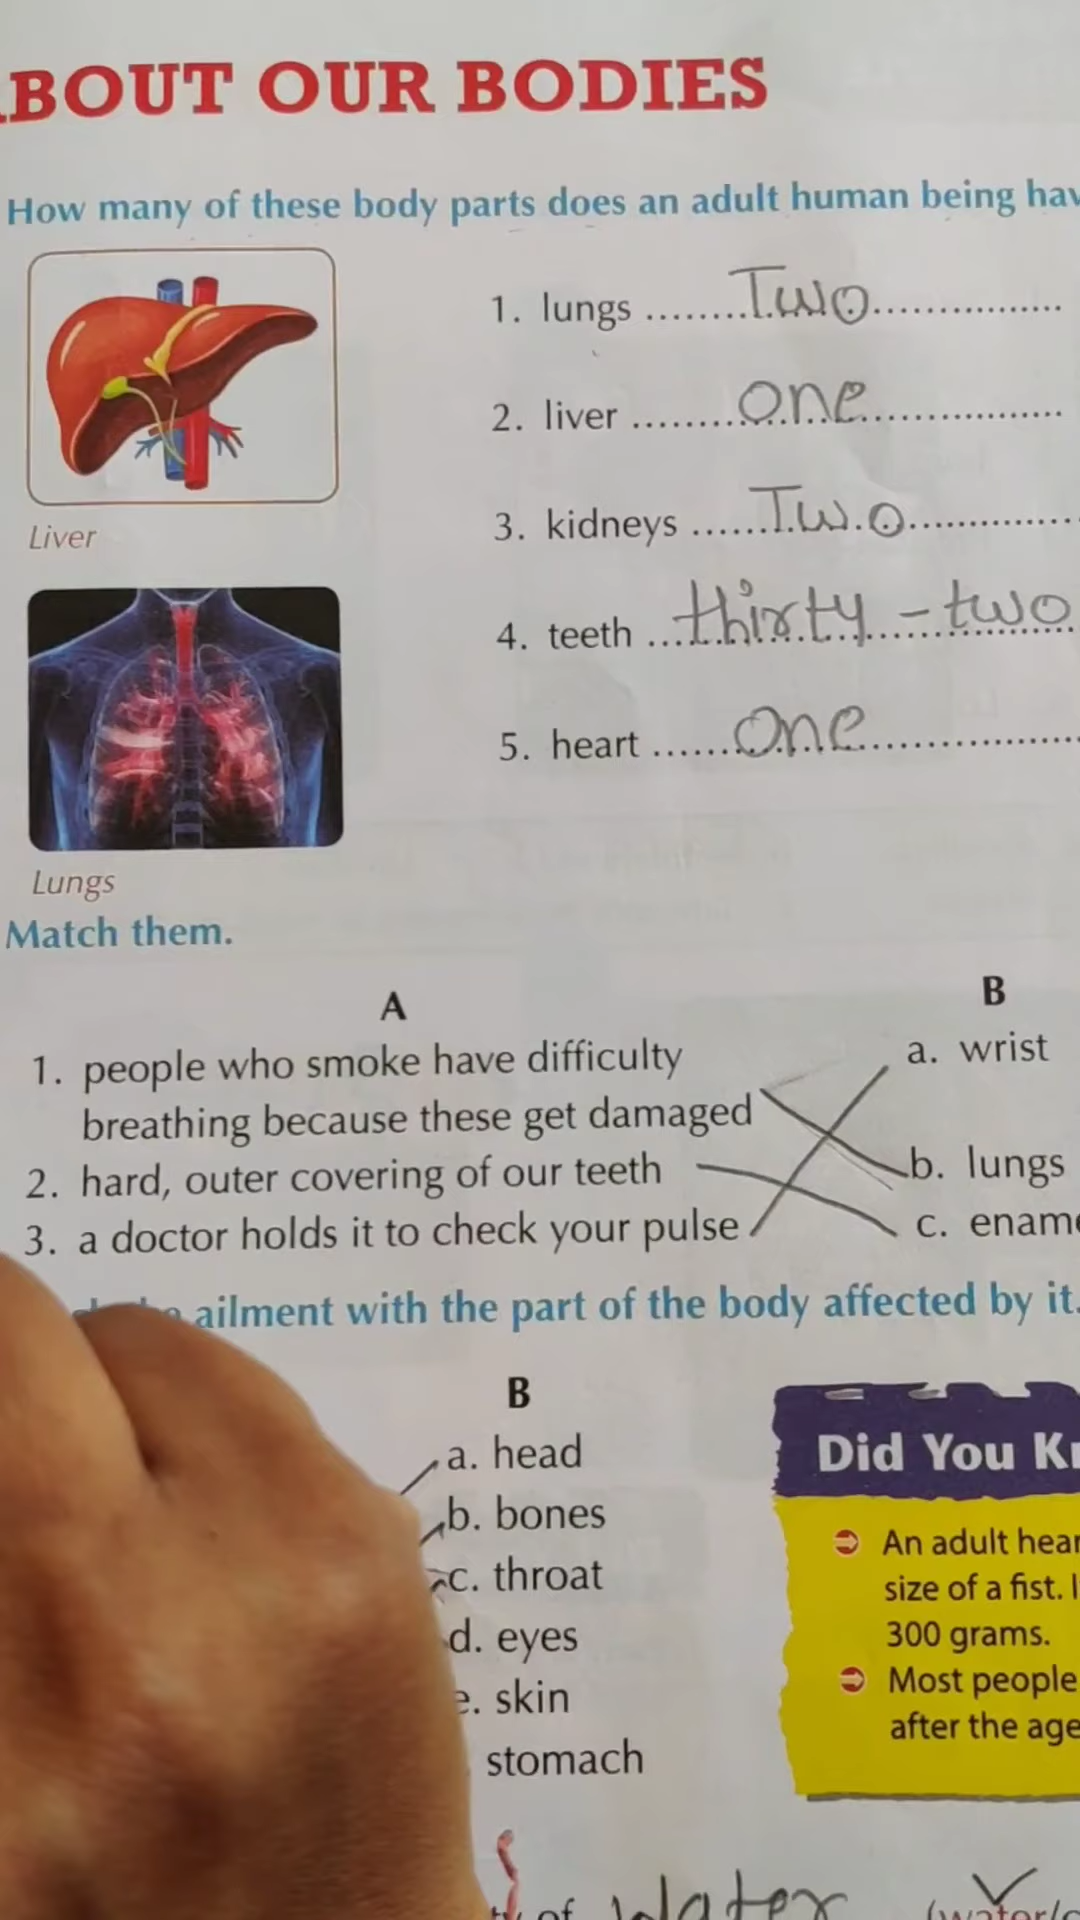 BOUT OUR BODIES
How many of these body parts does an adult human being hav
1. lungs ........Two..................
Liver
2. liver ........one..................
3. kidneys ......Two..................
4. teeth ...thirty-two
5. heart ......one..................
Lungs
Match them.
A B
1. people who smoke have difficulty a. wrist
breathing because these get damaged
2. hard, outer covering of our teeth b. lungs
3. a doctor holds it to check your pulse c. ename
ailment with the part of the body affected by it.
B
a. head
b. bones
c. throat
d. eyes
e. skin
stomach
Did You Kn
An adult hear
size of a fist. I
300 grams.
Most people
after the age
of water